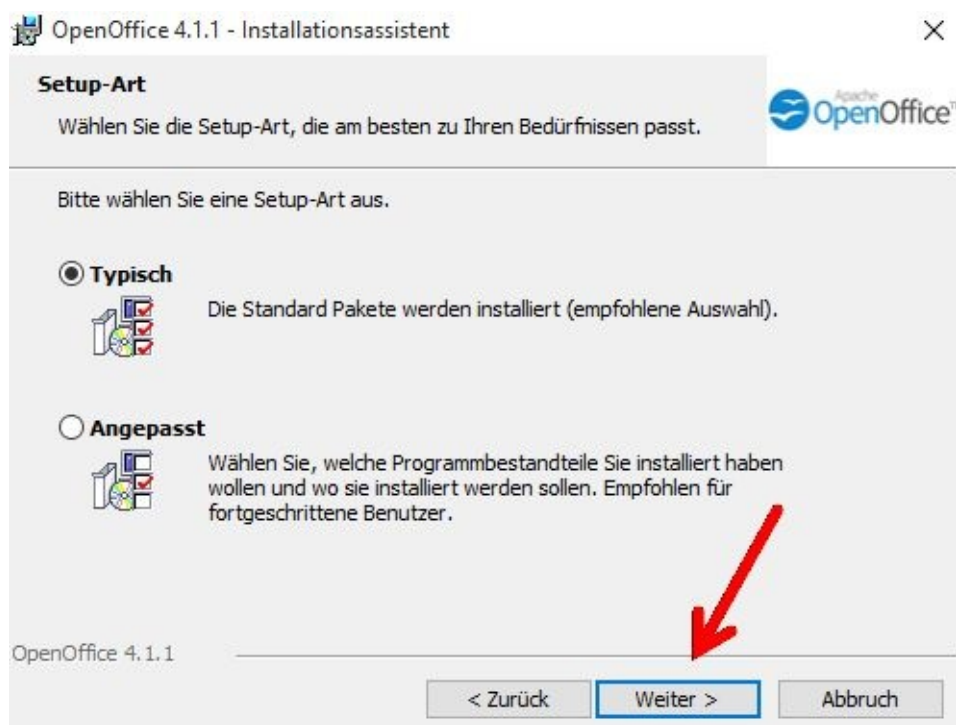 OpenOffice 4.1.1 - Installationsassistent
Setup-Art
Wählen Sie die Setup-Art, die am besten zu Ihren Bedürfnissen passt.
Apache
OpenOffice™
Bitte wählen Sie eine Setup-Art aus.
Typisch
Die Standard Pakete werden installiert (empfohlene Auswahl).
Angepasst
Wählen Sie, welche Programmbestandteile Sie installiert haben
wollen und wo sie installiert werden sollen. Empfohlen für
fortgeschrittene Benutzer.
OpenOffice 4.1.1
< Zurück
Weiter >
Abbruch